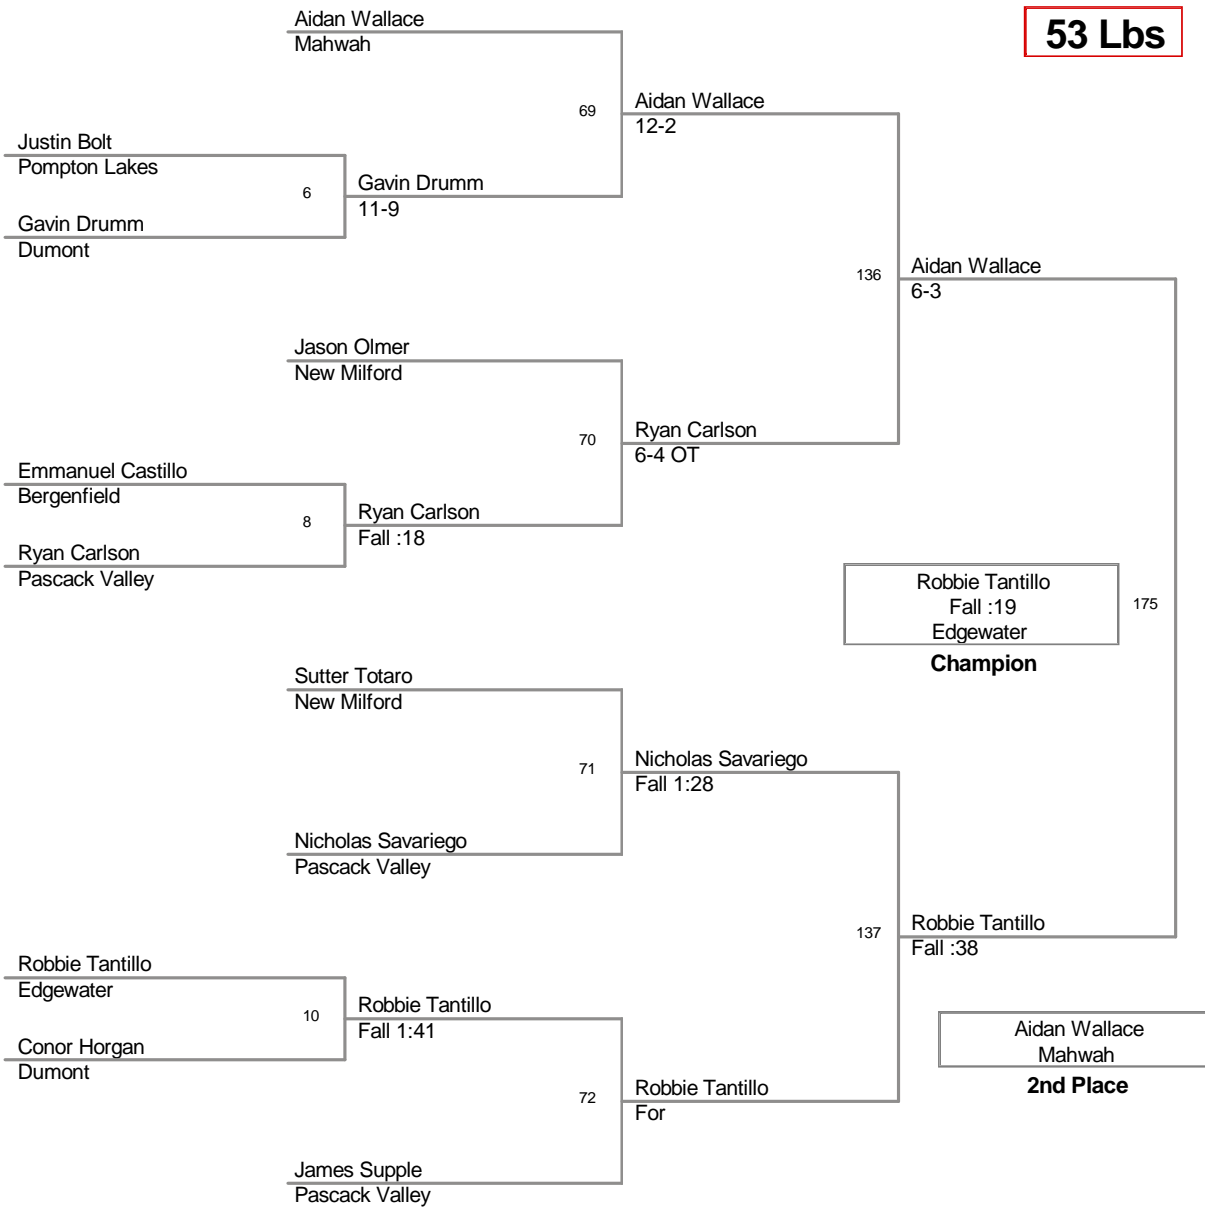 Aidan Wallace
Mahwah
53 Lbs
69
Aidan Wallace
12-2
Justin Bolt
Pompton Lakes
6
Gavin Drumm
11-9
Gavin Drumm
Dumont
136
Aidan Wallace
6-3
Jason Olmer
New Milford
70
Ryan Carlson
6-4 OT
Emmanuel Castillo
Bergenfield
8
Ryan Carlson
Fall :18
Ryan Carlson
Pascack Valley
Robbie Tantillo
Fall :19
Edgewater
Champion
175
Sutter Totaro
New Milford
71
Nicholas Savariego
Fall 1:28
Nicholas Savariego
Pascack Valley
137
Robbie Tantillo
Fall :38
Robbie Tantillo
Edgewater
10
Robbie Tantillo
Fall 1:41
Conor Horgan
Dumont
Aidan Wallace
Mahwah
2nd Place
72
Robbie Tantillo
For
James Supple
Pascack Valley